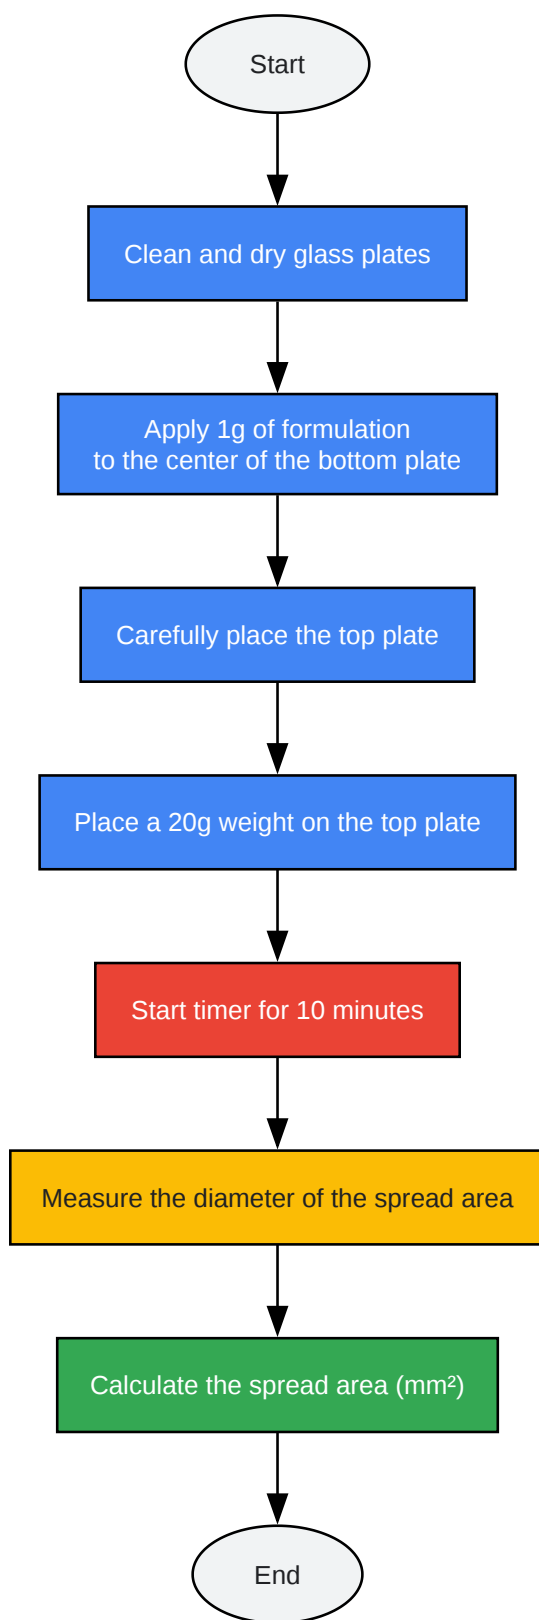 Start
Clean and dry glass plates
Apply 1g of formulation
to the center of the bottom plate
Carefully place the top plate
Place a 20g weight on the top plate
Start timer for 10 minutes
Measure the diameter of the spread area
Calculate the spread area (mm²)
End